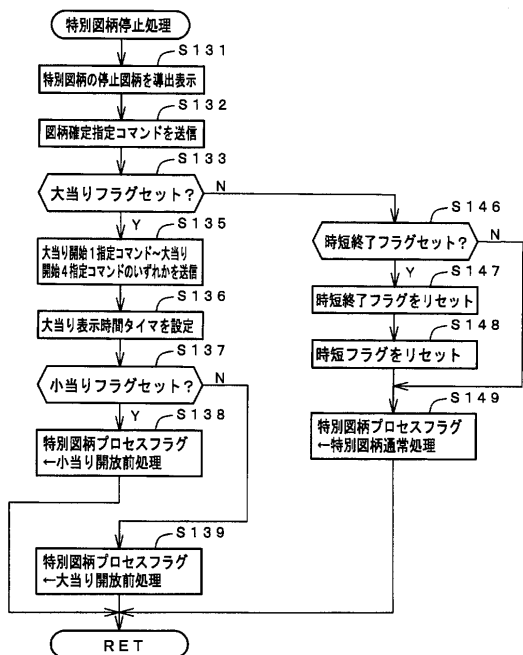 特別図柄停止処理
S131
特別図柄の停止図柄を導出表示
S132
図柄確定指定コマンドを送信
S133
大当りフラグセット？
N
Y
S135
大当り開始1指定コマンド～大当り
開始4指定コマンドのいずれかを送信
S136
大当り表示時間タイマを設定
S137
小当りフラグセット？
N
Y
S138
特別図柄プロセスフラグ
←小当り開放前処理
S139
特別図柄プロセスフラグ
←大当り開放前処理
S146
時短終了フラグセット？
N
Y
S147
時短終了フラグをリセット
S148
時短フラグをリセット
S149
特別図柄プロセスフラグ
←特別図柄通常処理
RET